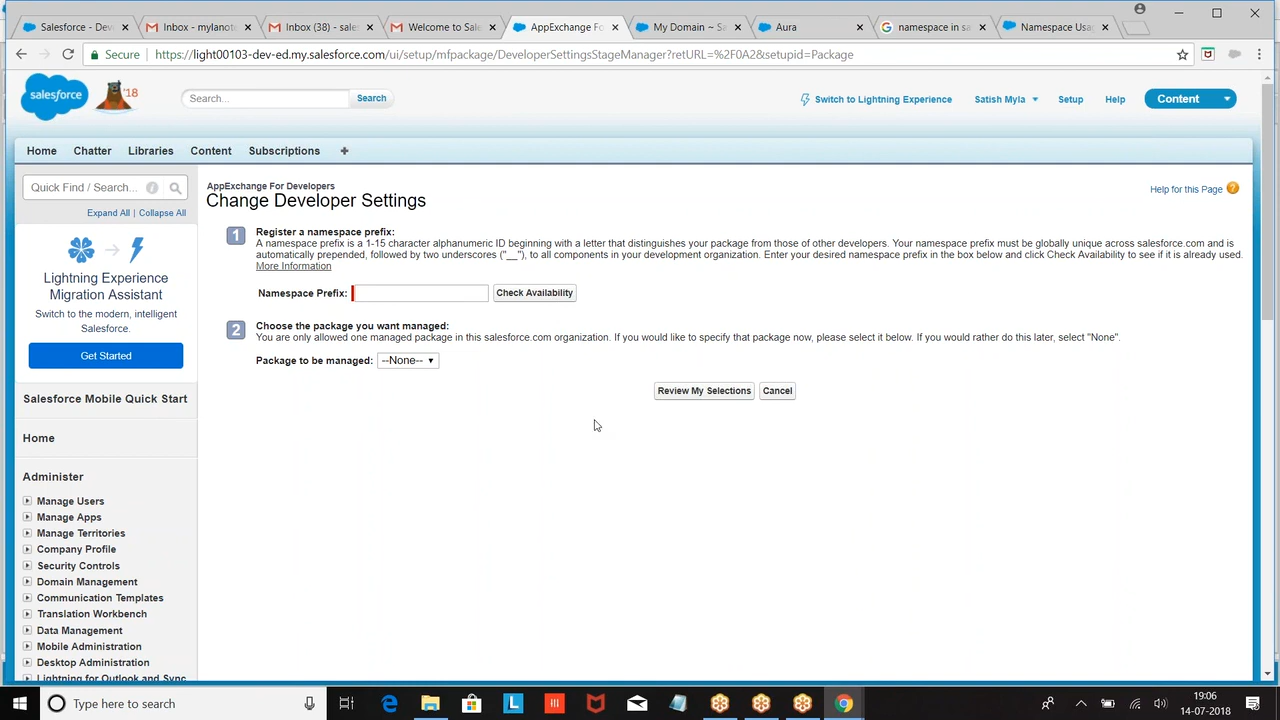 Salesforce - Dev
Inbox - mylanote
Inbox (38) - sales
Welcome to Sales
AppExchange Fo
My Domain ~ Sa
Aura
namespace in sa
Namespace Usag
Secure
https://light00103-dev-ed.my.salesforce.com/ui/setup/mfpackage/DeveloperSettingsStageManager?retURL=%2F0A2&setupid=Package
salesforce
'18
Search...
Search
Switch to Lightning Experience
Satish Myla
Setup
Help
Content
Home
Chatter
Libraries
Content
Subscriptions
Quick Find / Search...
Expand All | Collapse All
Lightning Experience
Migration Assistant
Switch to the modern, intelligent
Salesforce.
Get Started
Salesforce Mobile Quick Start
Home
Administer
Manage Users
Manage Apps
Manage Territories
Company Profile
Security Controls
Domain Management
Communication Templates
Translation Workbench
Data Management
Mobile Administration
Desktop Administration
Lightning for Outlook and Sync
AppExchange For Developers
Change Developer Settings
Help for this Page
1
Register a namespace prefix:
A namespace prefix is a 1-15 character alphanumeric ID beginning with a letter that distinguishes your package from those of other developers. Your namespace prefix must be globally unique across salesforce.com and is
automatically prepended, followed by two underscores ("__"), to all components in your development organization. Enter your desired namespace prefix in the box below and click Check Availability to see if it is already used.
More Information
Namespace Prefix:
Check Availability
2
Choose the package you want managed:
You are only allowed one managed package in this salesforce.com organization. If you would like to specify that package now, please select it below. If you would rather do this later, select "None".
Package to be managed:
--None--
Review My Selections
Cancel
Type here to search
19:06
14-07-2018